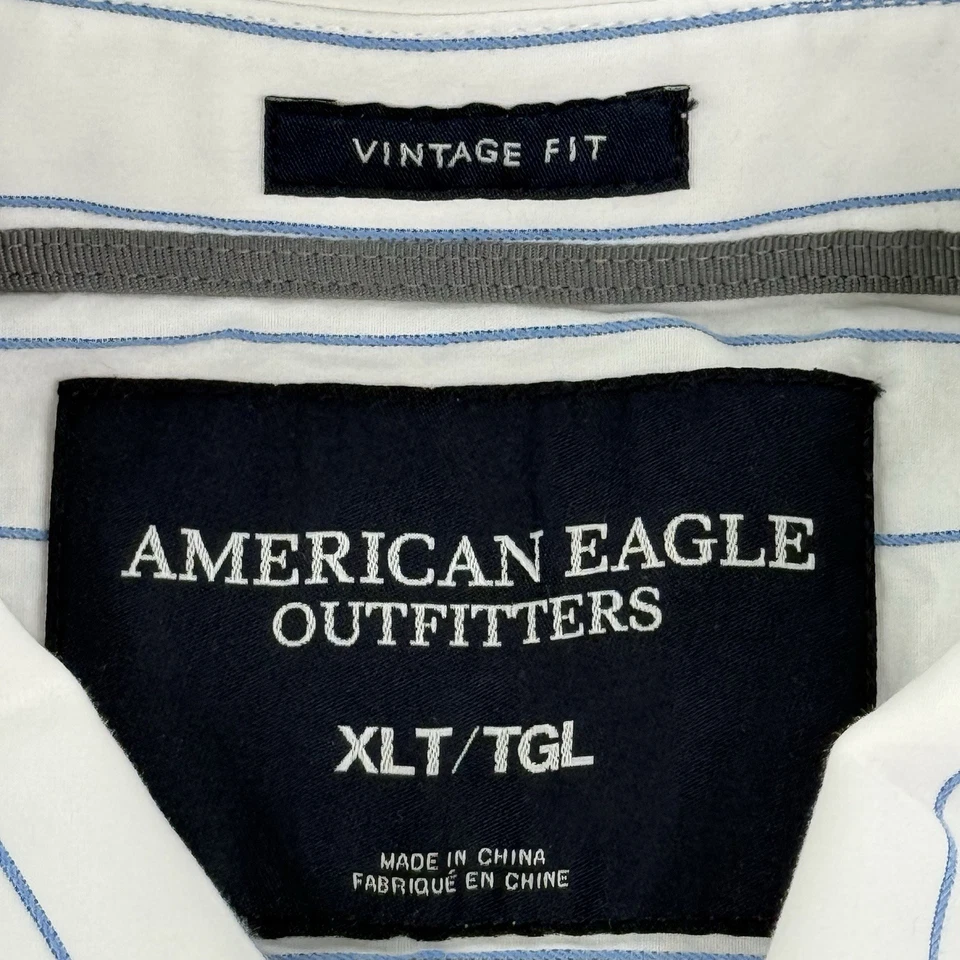 VINTAGE FIT
AMERICAN EAGLE
OUTFITTERS
XLT/TGL
MADE IN CHINA
FABRIQUÉ EN CHINE